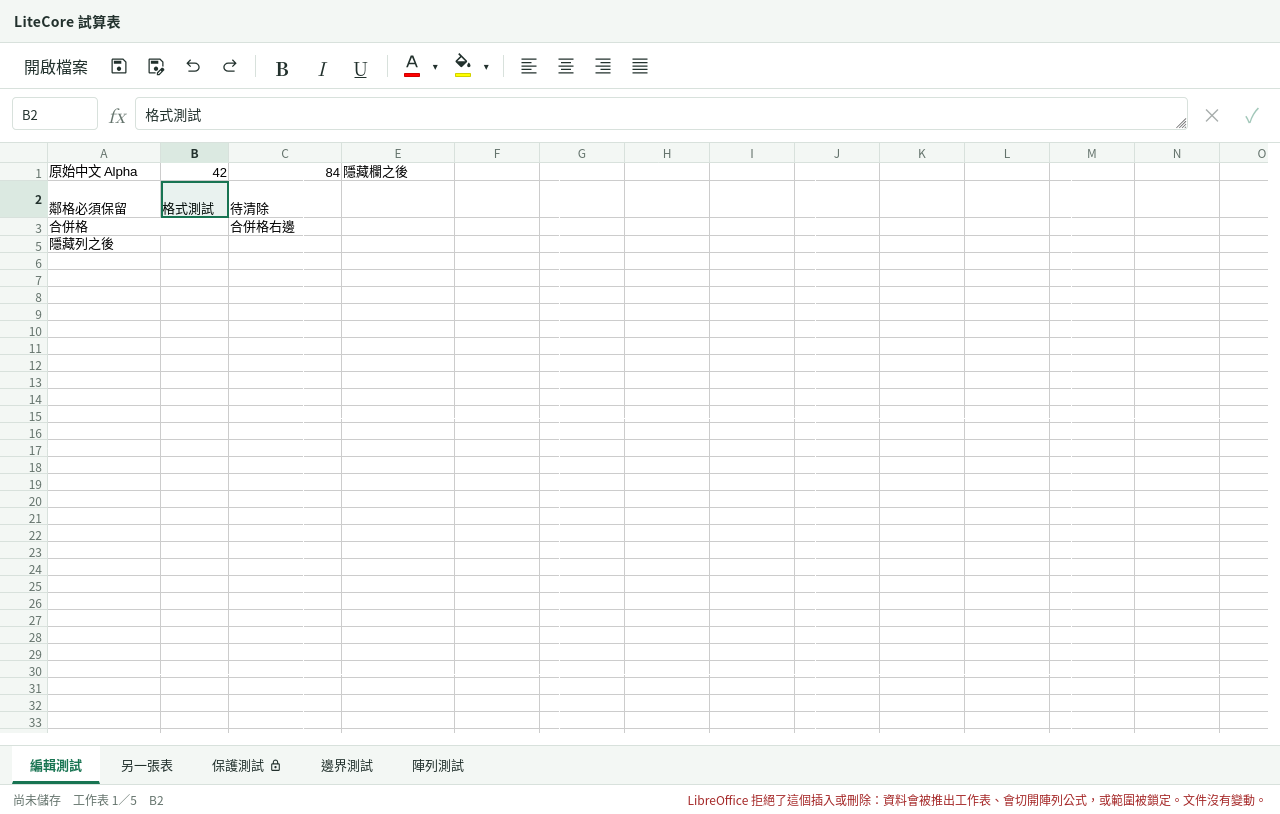 LiteCore 試算表
開啟檔案 B I U A
B2 fx 格式測試
A B C E F G H I J K L M N O
1 原始中文 Alpha 42 84 隱藏欄之後
2 鄰格必須保留 格式測試 待清除
3 合併格 合併格右邊
5 隱藏列之後
6
7
8
9
10
11
12
13
14
15
16
17
18
19
20
21
22
23
24
25
26
27
28
29
30
31
32
33
編輯測試 另一張表 保護測試 邊界測試 陣列測試
尚未儲存 工作表 1／5 B2 LibreOffice 拒絕了這個插入或刪除：資料會被推出工作表、會切開陣列公式，或範圍被鎖定。文件沒有變動。